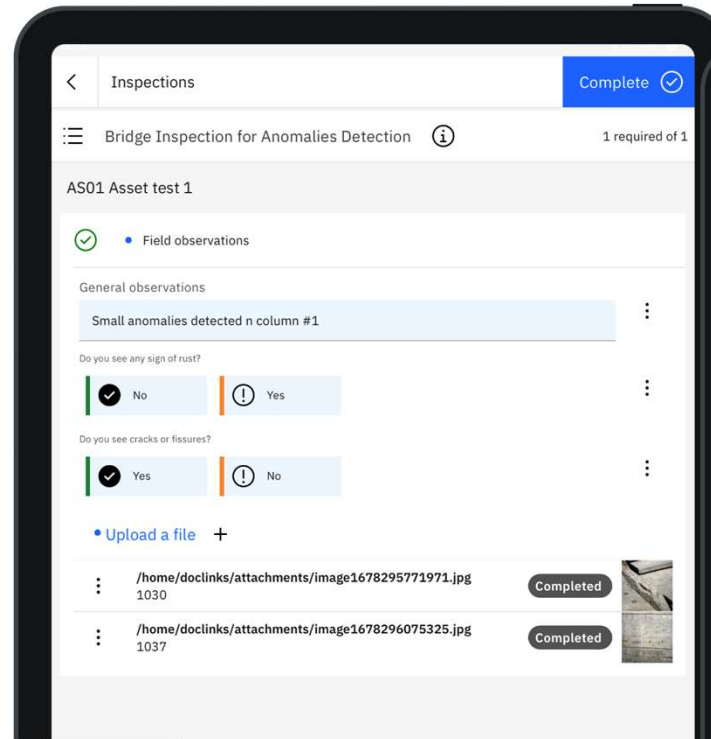 Inspections
Complete
Bridge Inspection for Anomalies Detection
1 required of 1
AS01 Asset test 1
Field observations
General observations
Small anomalies detected n column #1
Do you see any sign of rust?
No
Yes
Do you see cracks or fissures?
Yes
No
Upload a file +
/home/doclinks/attachments/image1678295771971.jpg
1030
Completed
/home/doclinks/attachments/image1678296075325.jpg
1037
Completed